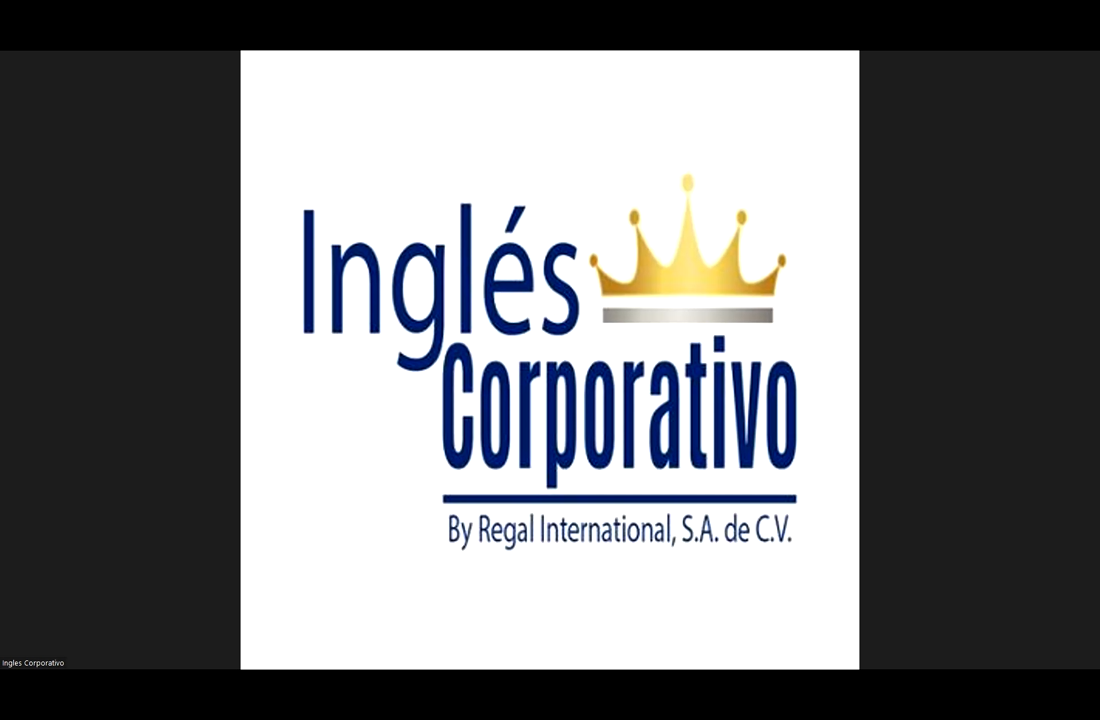 Inglés
Corporativo
By Regal International, S.A. de C.V.
Ingles Corporativo